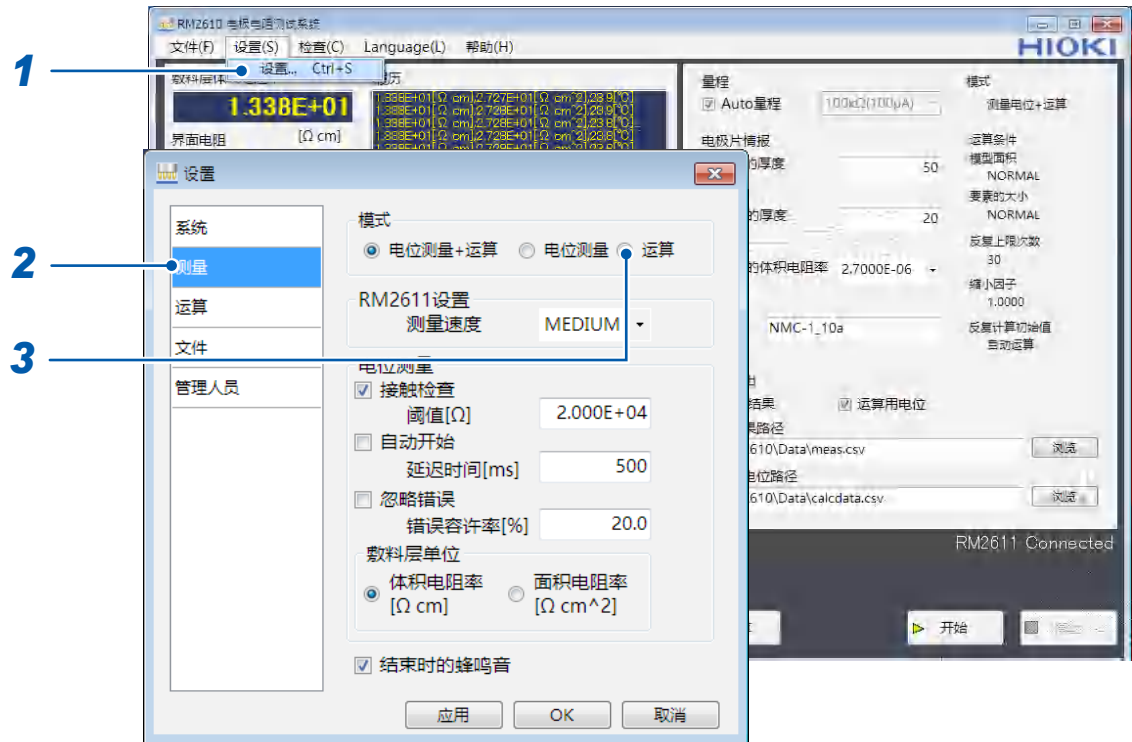 RM2610 电极电阻测试系统
文件(F) 设置(S) 检查(C) Language(L) 帮助(H)
HIOKI
1
设置... Ctrl+S
1.338E+01
界面电阻 [Ω cm]
量程
Auto量程 100kΩ(100μA)
电极片情报
的厚度 50
的厚度 20
的体积电阻率 2.7000E-06
NMC-1_10a
结果 运算用电位
果路径
610\Data\meas.csv 浏览
电位路径
610\Data\calcdata.csv 浏览
模式
测量电位+运算
运算条件
模型面积
NORMAL
要素的大小
NORMAL
反复上限次数
30
缩小因子
1.0000
反复计算初始值
自动运算
RM2611 Connected
开始
设置
2
3
系统
测量
运算
文件
管理人员
模式
电位测量+运算 电位测量 运算
RM2611设置
测量速度 MEDIUM
电位测量
接触检查
阈值[Ω] 2.000E+04
自动开始
延迟时间[ms] 500
忽略错误
错误容许率[%] 20.0
敷料层单位
体积电阻率 面积电阻率
[Ω cm] [Ω cm^2]
结束时的蜂鸣音
应用 OK 取消